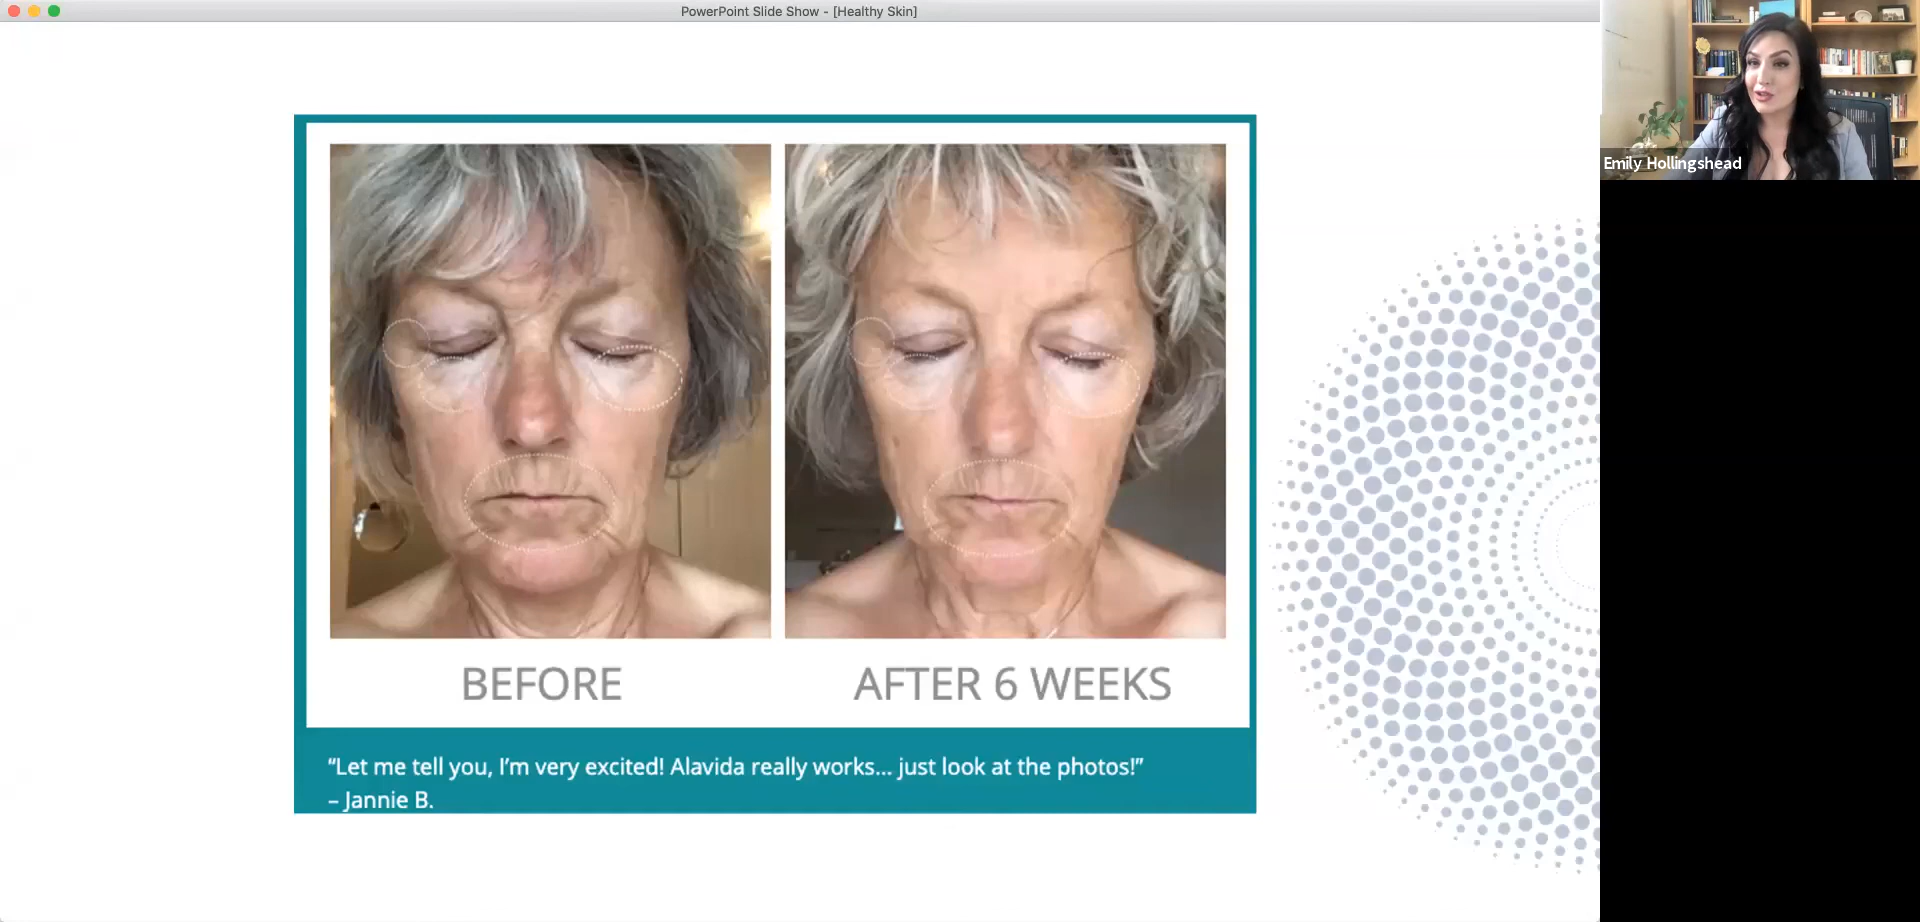 PowerPoint Slide Show - [Healthy Skin]
Emily Hollingshead
BEFORE
AFTER 6 WEEKS
“Let me tell you, I’m very excited! Alavida really works... just look at the photos!”
– Jannie B.